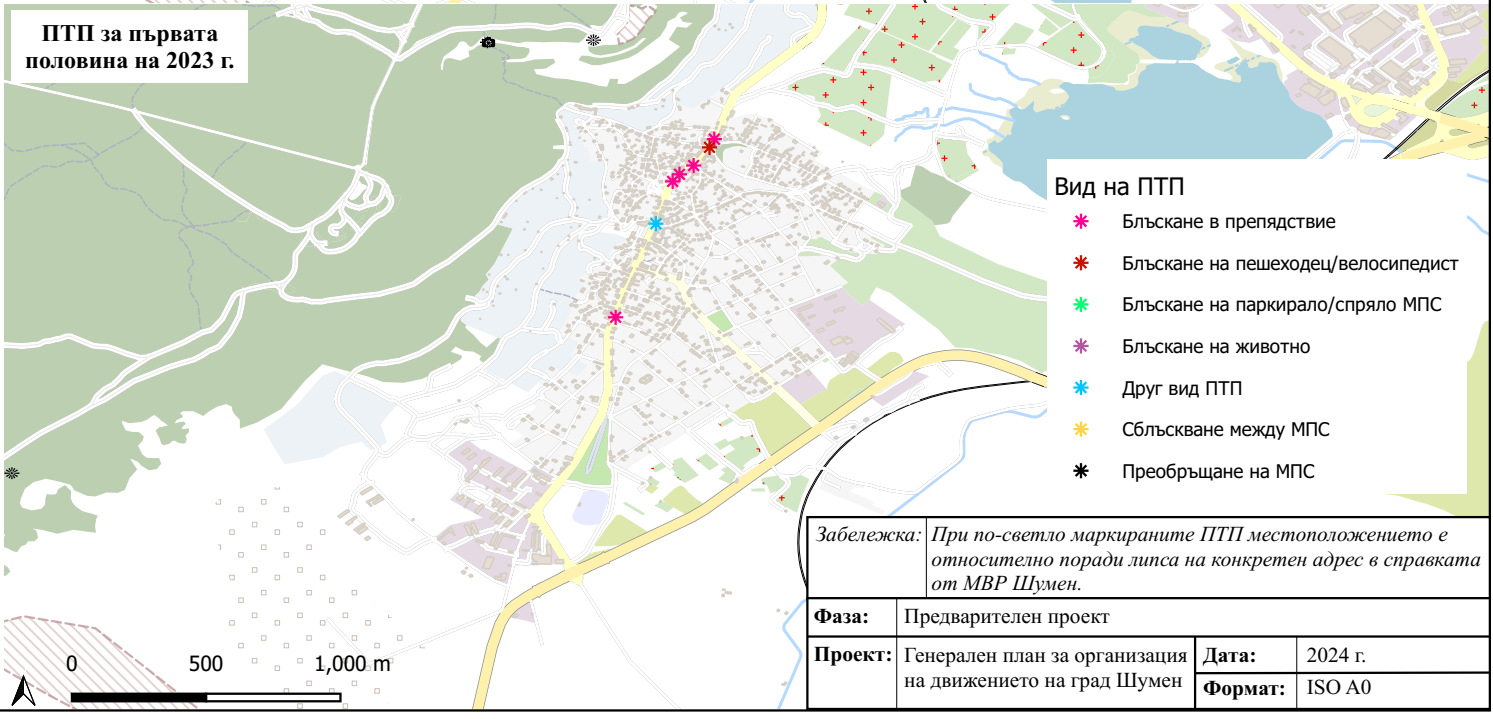 ПТП за първата
половина на 2023 г.
Вид на ПТП
Блъскане в препядствие
Блъскане на пешеходец/велосипедист
Блъскане на паркирало/спряло МПС
Блъскане на животно
Друг вид ПТП
Сблъскване между МПС
Преобръщане на МПС
Забележка: При по-светло маркираните ПТП местоположението е
относително поради липса на конкретен адрес в справката
от МВР Шумен.
Фаза: Предварителен проект
Проект: Генерален план за организация
на движението на град Шумен
Дата: 2024 г.
Формат: ISO A0
0 500 1,000 m